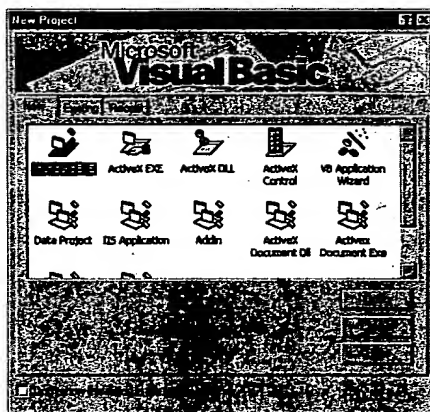 New Project
Microsoft
Visual Basic
New Existing Recent
ActiveX EXE ActiveX DLL ActiveX Control VB Application Wizard
Data Project IIS Application Addin ActiveX Document Dll Activex Document Exe